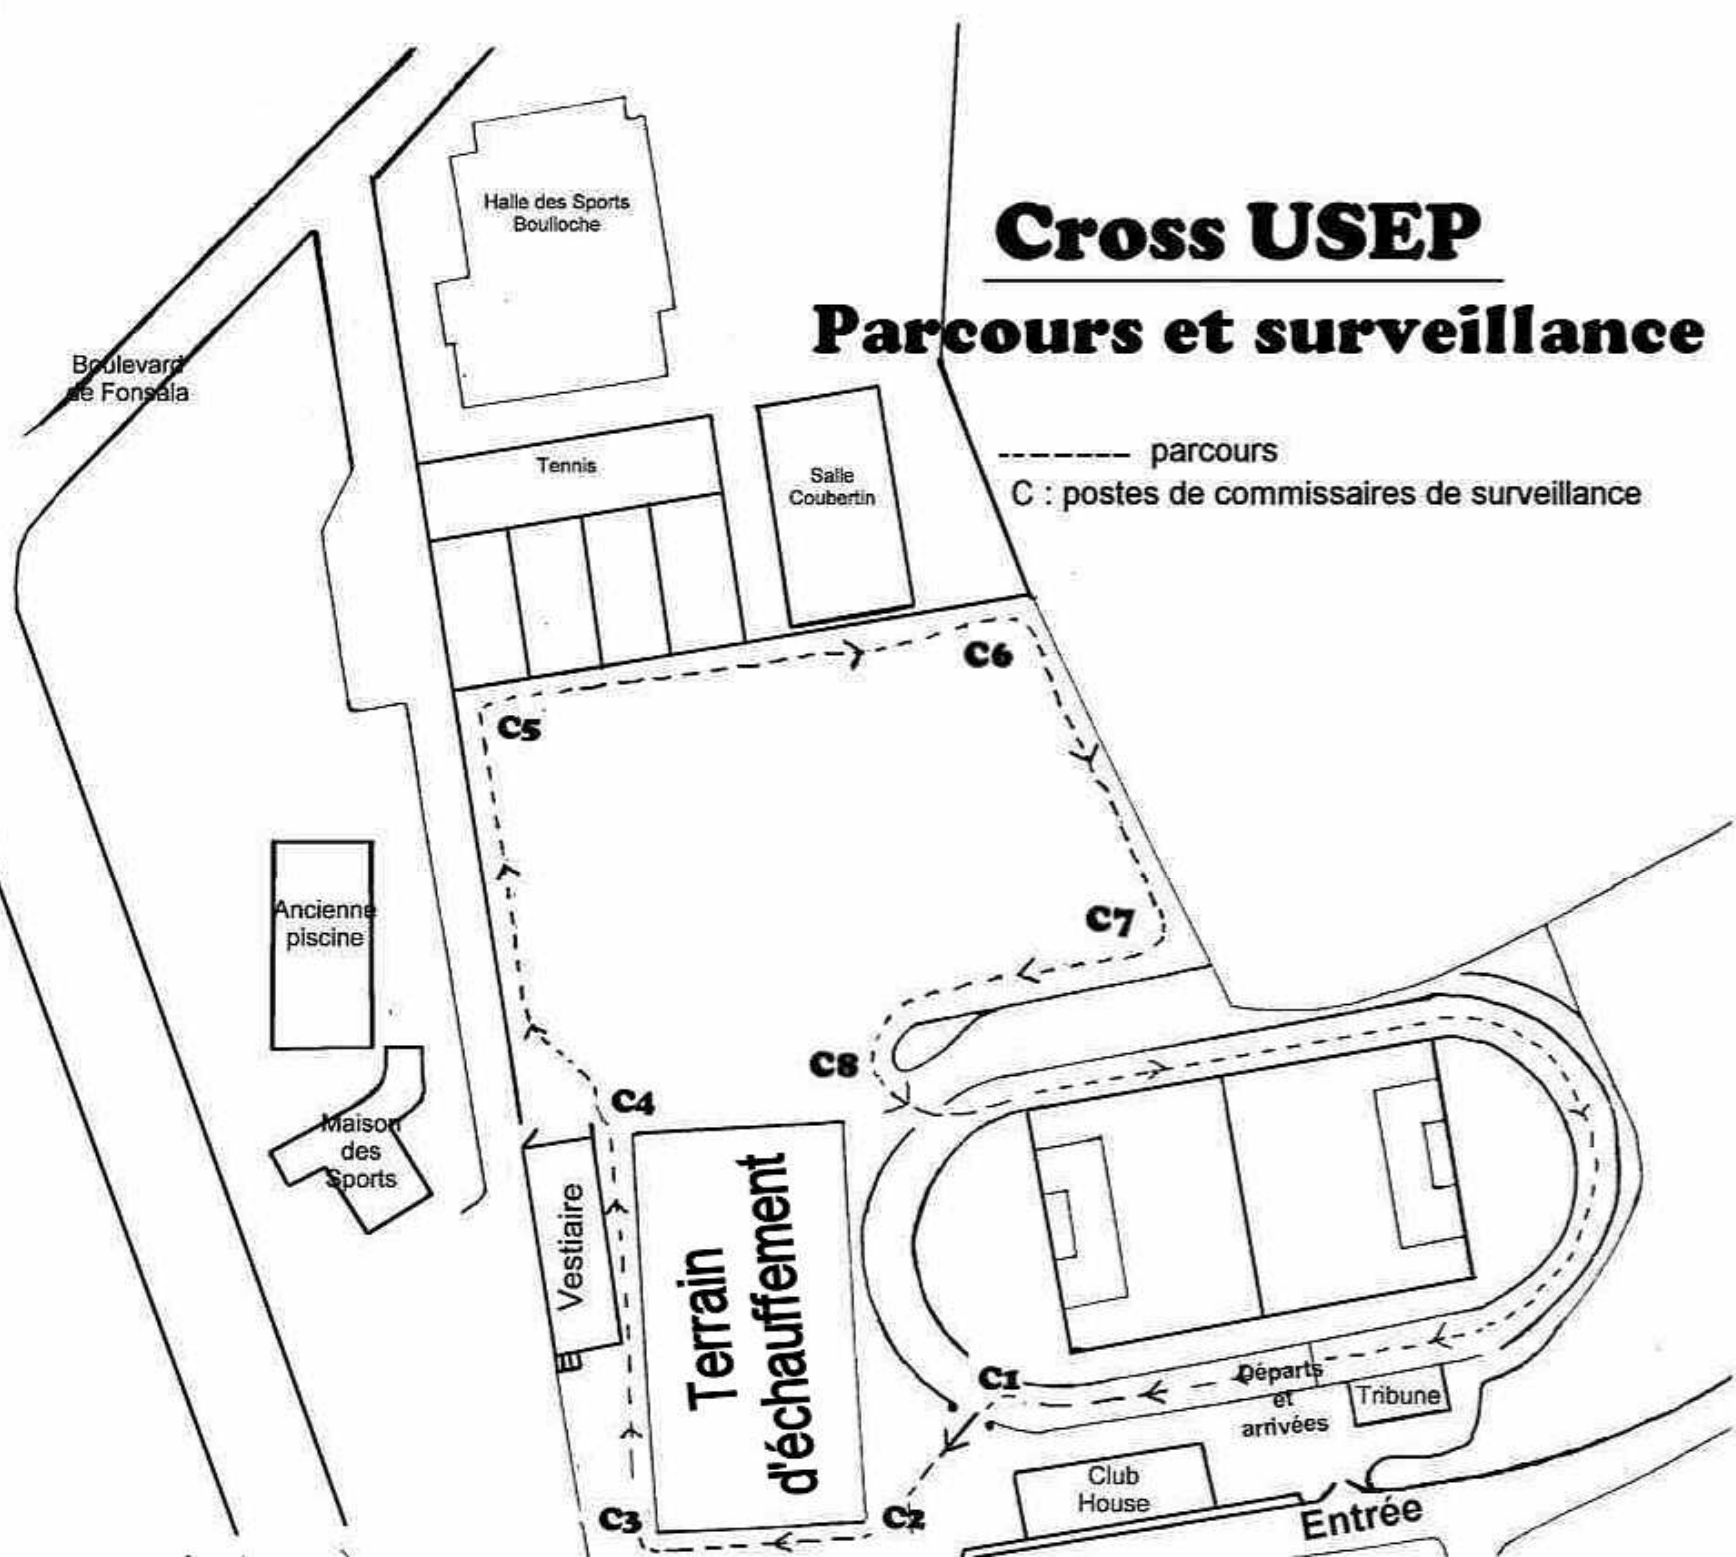 Cross USEP
Parcours et surveillance
-------- parcours
C : postes de commissaires de surveillance
Halle des Sports
Boulloche
Boulevard
de Fonsala
Tennis
Salle
Coubertin
C6
C5
Ancienne
piscine
C7
C8
C4
Maison
des
Sports
Vestiaire
Terrain
d'échauffement
C1
Départs
et
arrivées
Tribune
Club
House
C3
C2
Entrée